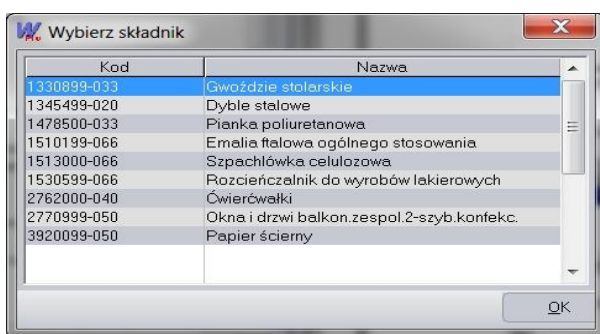 Wybierz składnik
Kod Nazwa
1330899-033 Gwoździe stolarskie
1345499-020 Dyble stalowe
1478500-033 Pianka poliuretanowa
1510199-066 Emalia ftalowa ogólnego stosowania
1513000-066 Szpachlówka celulozowa
1530599-066 Rozcieńczalnik do wyrobów lakierowych
2762000-040 Ćwierćwałki
2770999-050 Okna i drzwi balkon.zespol.2-szyb.konfekc.
3920099-050 Papier ścierny
OK